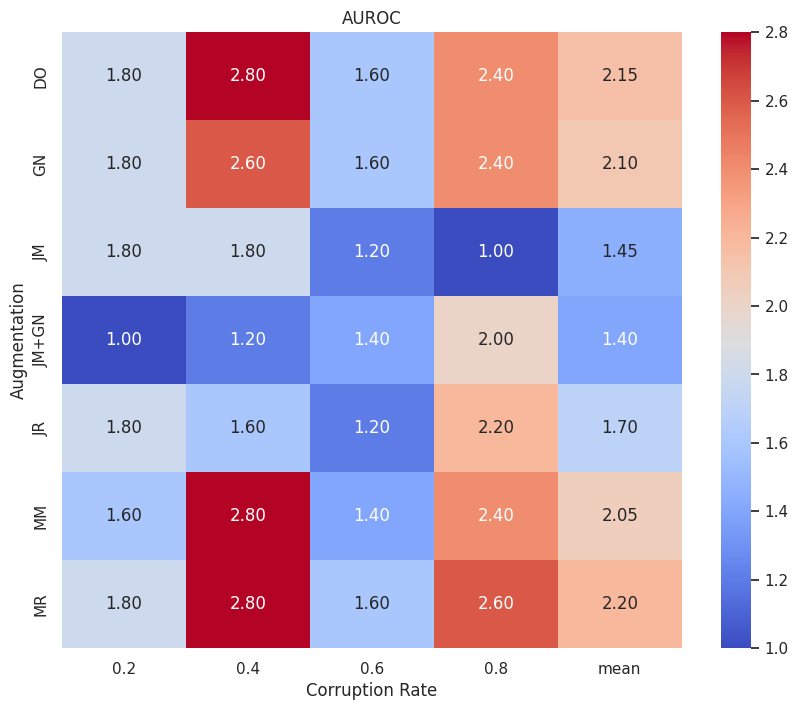 AUROC
DO 1.80 2.80 1.60 2.40 2.15
GN 1.80 2.60 1.60 2.40 2.10
JM 1.80 1.80 1.20 1.00 1.45
JM+GN 1.00 1.20 1.40 2.00 1.40
JR 1.80 1.60 1.20 2.20 1.70
MM 1.60 2.80 1.40 2.40 2.05
MR 1.80 2.80 1.60 2.60 2.20
0.2 0.4 0.6 0.8 mean
Corruption Rate
Augmentation
2.8
2.6
2.4
2.2
2.0
1.8
1.6
1.4
1.2
1.0